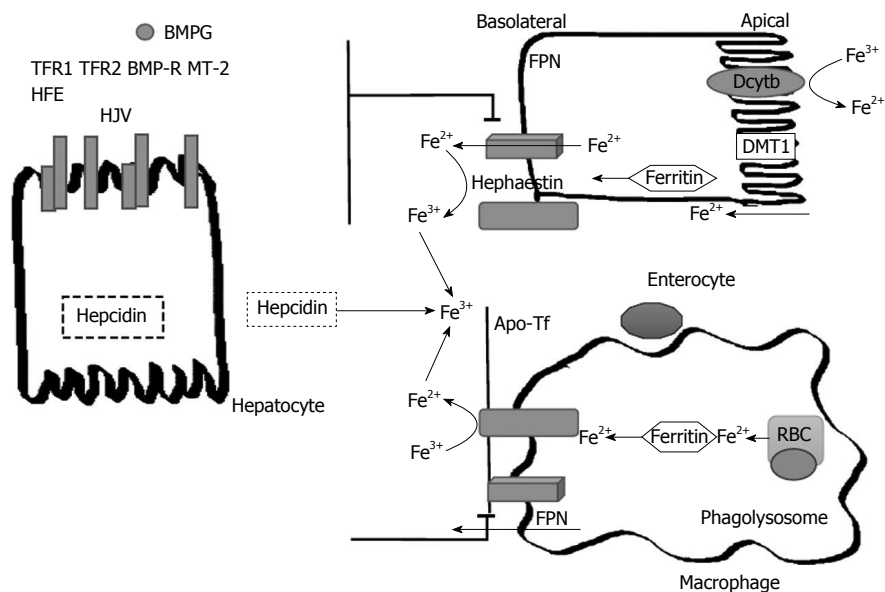 BMPG
TFR1 TFR2 BMP-R MT-2
HFE
HJV
Hepcidin
Hepatocyte
Hepcidin
Basolateral
Apical
FPN
Fe³⁺
Dcytb
Fe²⁺
Fe²⁺
Fe²⁺
DMT1
Hephaestin
Ferritin
Fe³⁺
Fe²⁺
Enterocyte
Fe³⁺
Apo-Tf
Fe²⁺
Fe³⁺
Fe²⁺
Ferritin
Fe²⁺
RBC
FPN
Phagolysosome
Macrophage